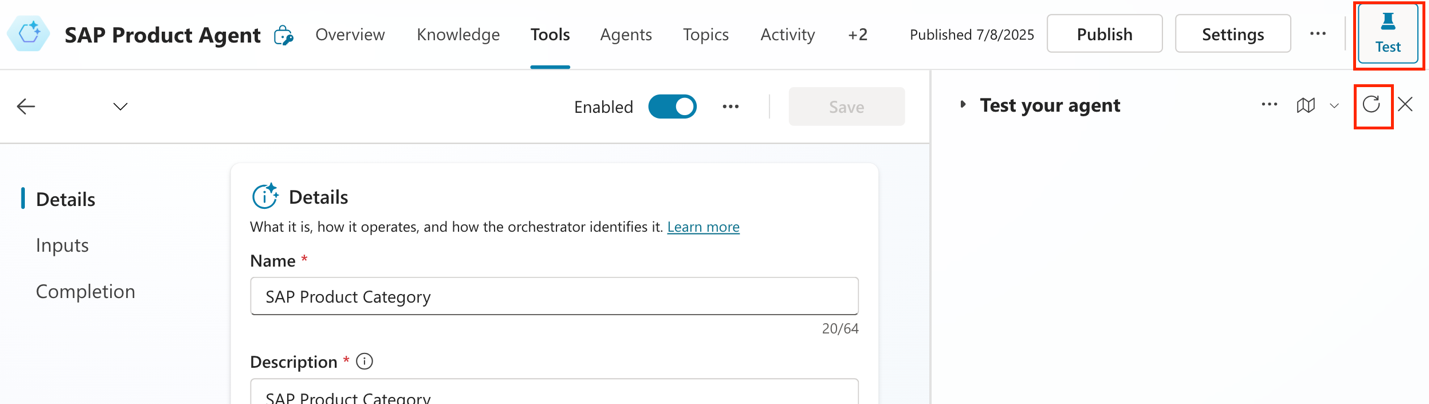 SAP Product Agent Overview Knowledge Tools Agents Topics Activity +2 Published 7/8/2025 Publish Settings ... Test
Enabled ... Save
Test your agent ...
Details
Inputs
Completion
Details
What it is, how it operates, and how the orchestrator identifies it. Learn more
Name *
SAP Product Category
20/64
Description *
SAP Product Category